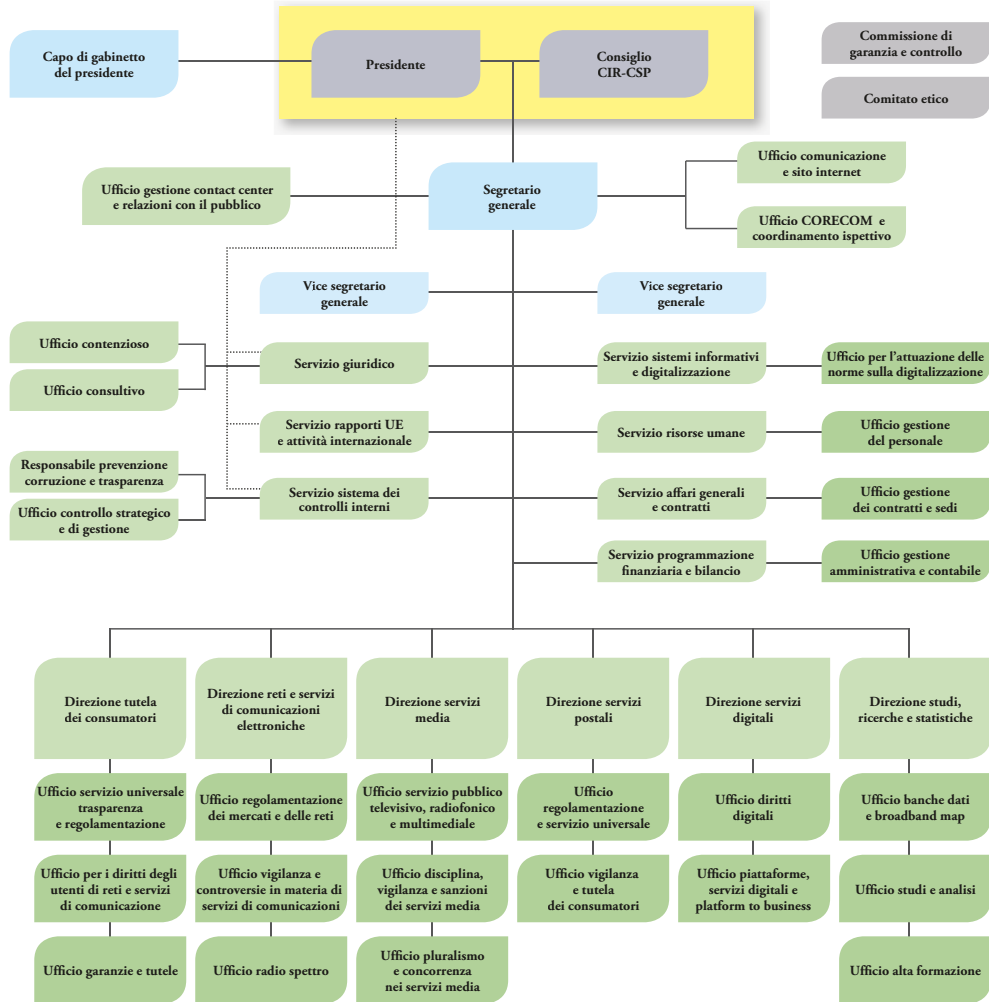 Capo di gabinetto
del presidente
Presidente
Consiglio
CIR-CSP
Commissione di
garanzia e controllo
Comitato etico
Ufficio gestione contact center
e relazioni con il pubblico
Segretario
generale
Ufficio comunicazione
e sito internet
Ufficio CORECOM e
coordinamento ispettivo
Vice segretario
generale
Vice segretario
generale
Ufficio contenzioso
Ufficio consultivo
Servizio giuridico
Servizio sistemi informativi
e digitalizzazione
Ufficio per l'attuazione delle
norme sulla digitalizzazione
Servizio rapporti UE
e attività internazionale
Servizio risorse umane
Ufficio gestione
del personale
Responsabile prevenzione
corruzione e trasparenza
Ufficio controllo strategico
e di gestione
Servizio sistema dei
controlli interni
Servizio affari generali
e contratti
Ufficio gestione
dei contratti e sedi
Servizio programmazione
finanziaria e bilancio
Ufficio gestione
amministrativa e contabile
Direzione tutela
dei consumatori
Direzione reti e servizi
di comunicazioni
elettroniche
Direzione servizi
media
Direzione servizi
postali
Direzione servizi
digitali
Direzione studi,
ricerche e statistiche
Ufficio servizio universale
trasparenza
e regolamentazione
Ufficio regolamentazione
dei mercati e delle reti
Ufficio servizio pubblico
televisivo, radiofonico
e multimediale
Ufficio
regolamentazione
e servizio universale
Ufficio diritti
digitali
Ufficio banche dati
e broadband map
Ufficio per i diritti degli
utenti di reti e servizi
di comunicazione
Ufficio vigilanza e
controversie in materia di
servizi di comunicazioni
Ufficio disciplina,
vigilanza e sanzioni
dei servizi media
Ufficio vigilanza
e tutela
dei consumatori
Ufficio piattaforme,
servizi digitali e
platform to business
Ufficio studi e analisi
Ufficio garanzie e tutele
Ufficio radio spettro
Ufficio pluralismo
e concorrenza
nei servizi media
Ufficio alta formazione